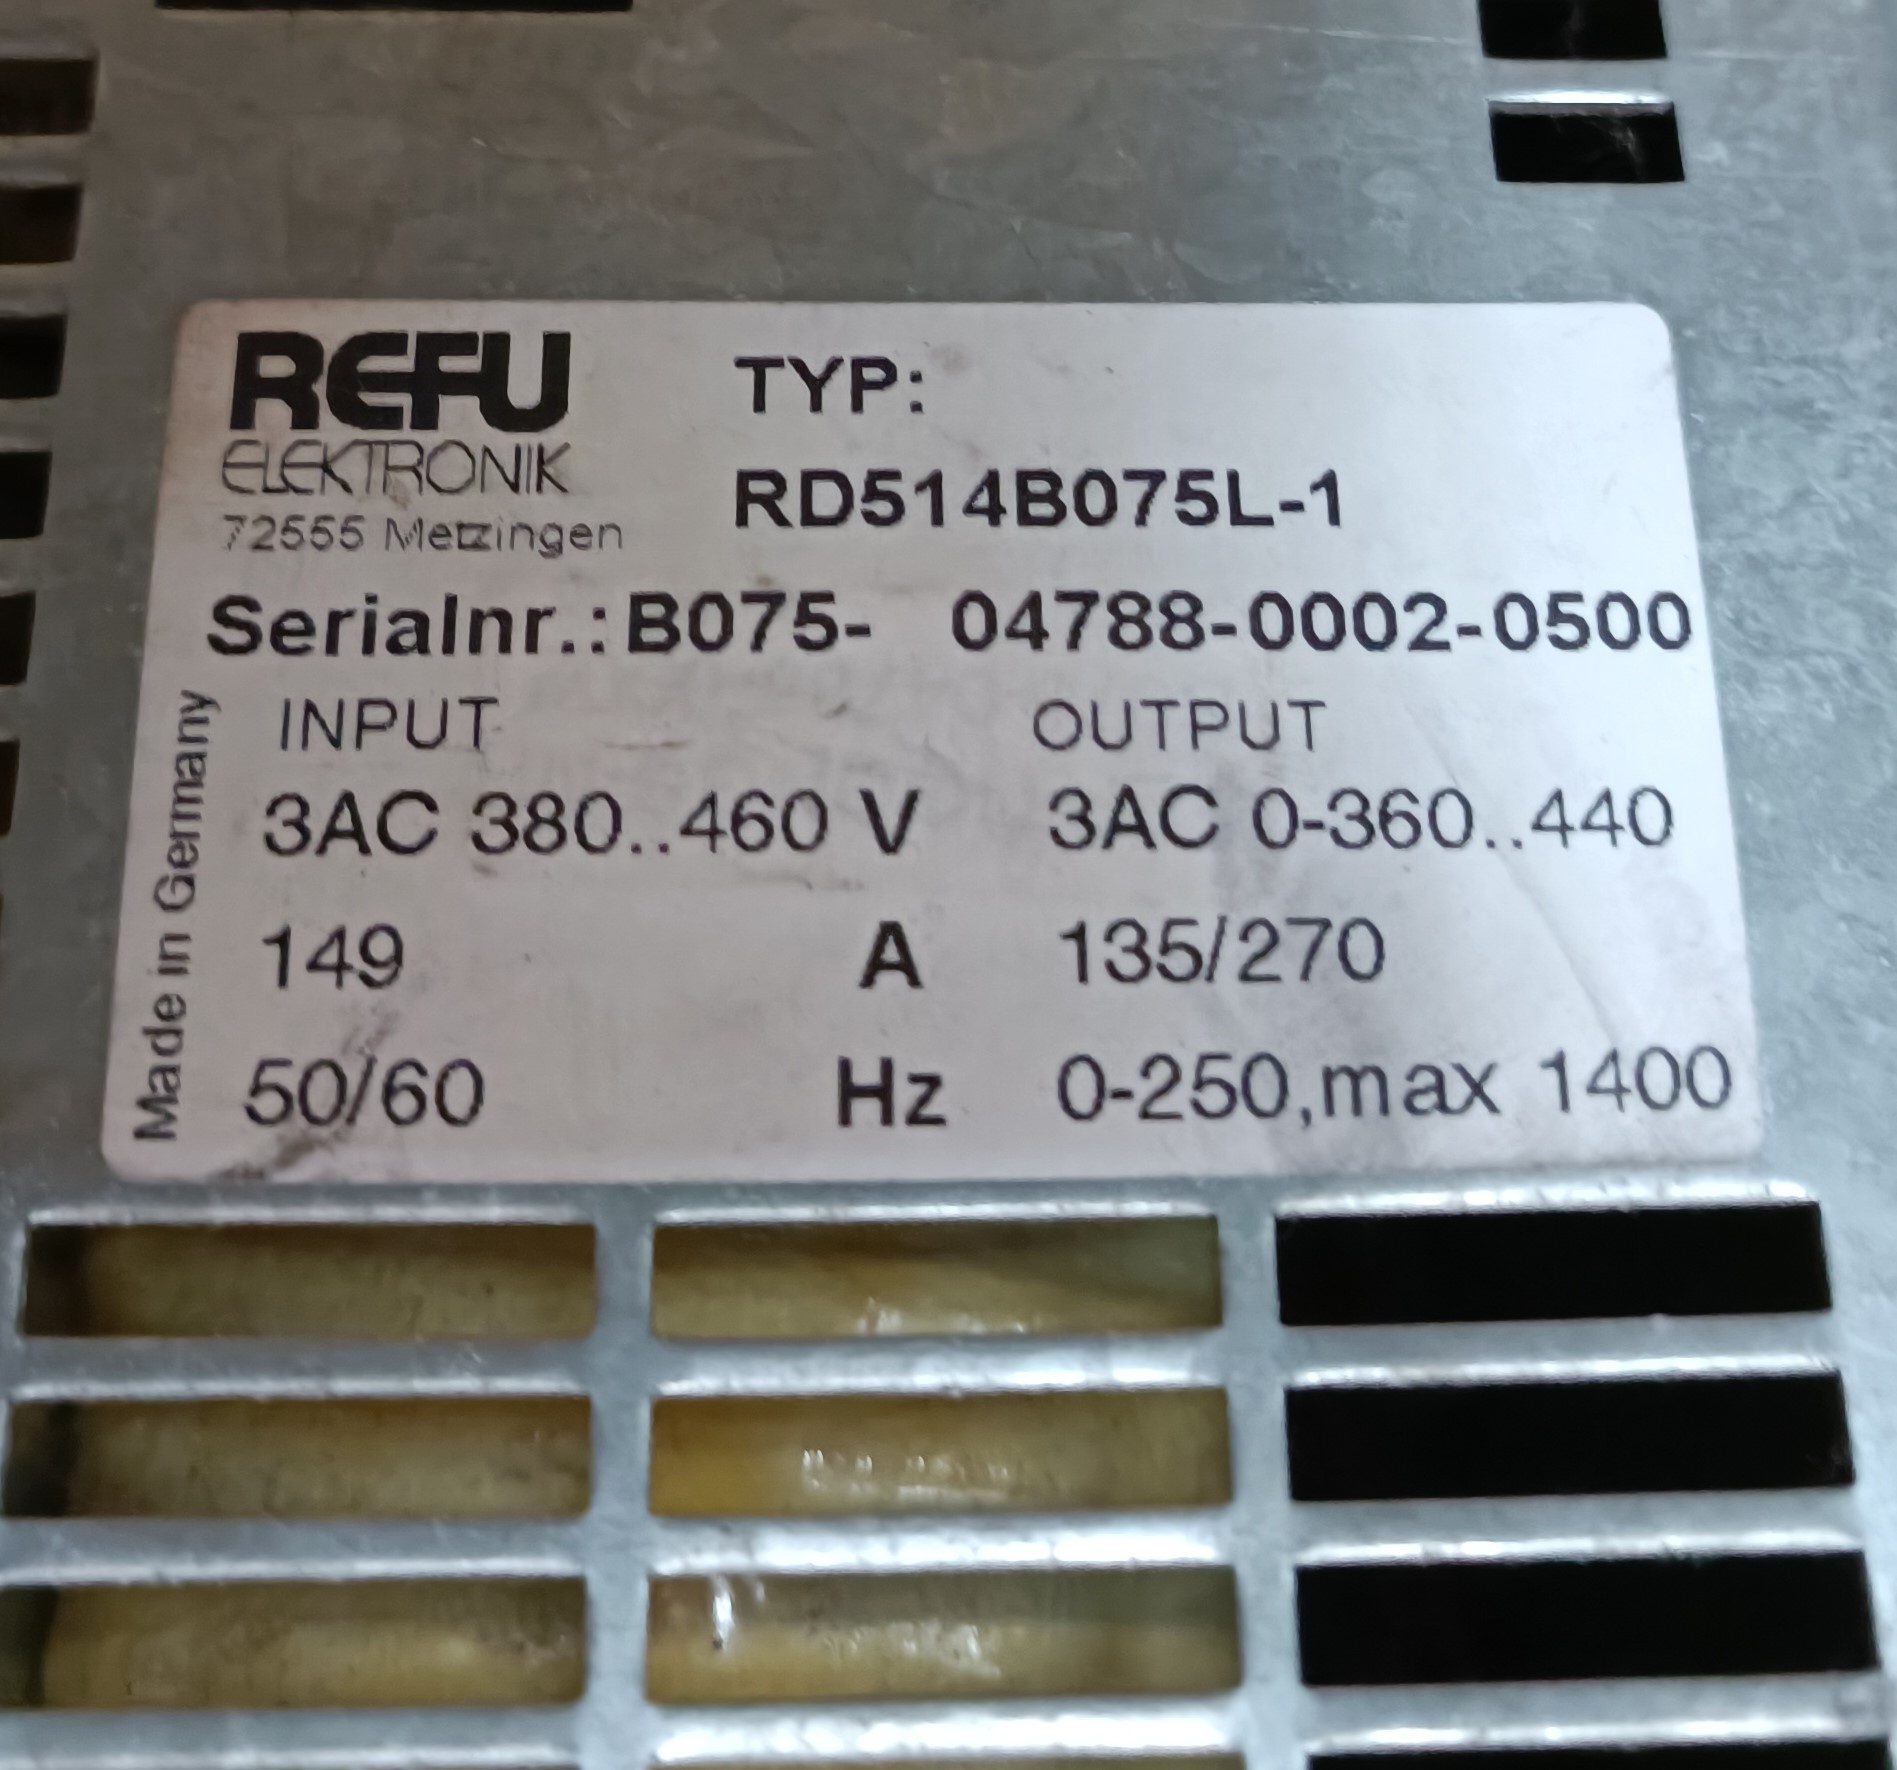 REFU
ELEKTRONIK
72555 Metzingen
TYP:
RD514B075L-1
Serialnr.: B075- 04788-0002-0500
INPUT OUTPUT
3AC 380..460 V 3AC 0-360..440
149 A 135/270
50/60 Hz 0-250,max 1400
Made in Germany